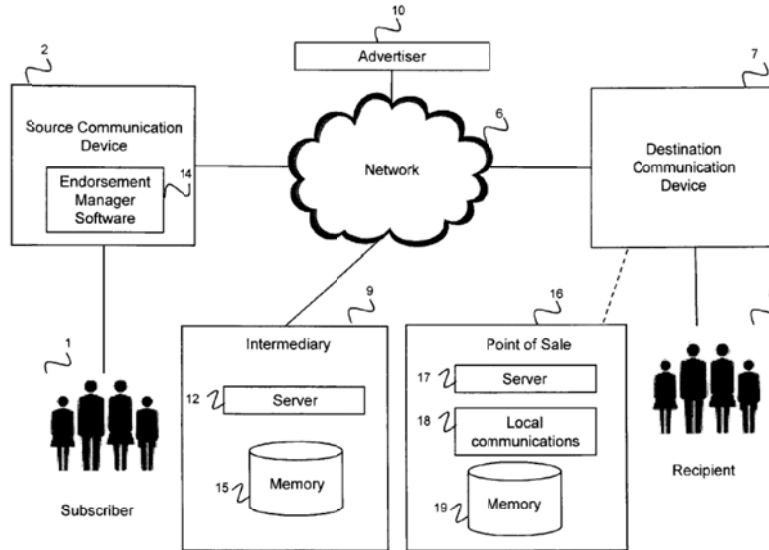 10
Advertiser
2
Source Communication
Device
Endorsement
Manager
Software
14
6
Network
7
Destination
Communication
Device
1
Subscriber
9
Intermediary
12
Server
15
Memory
16
Point of Sale
17
Server
18
Local
communications
19
Memory
Recipient